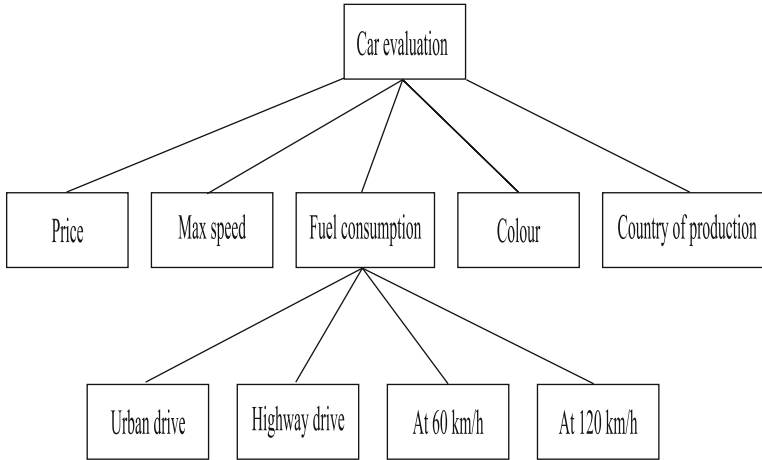 Car evaluation
Price
Max speed
Fuel consumption
Colour
Country of production
Urban drive
Highway drive
At 60 km/h
At 120 km/h